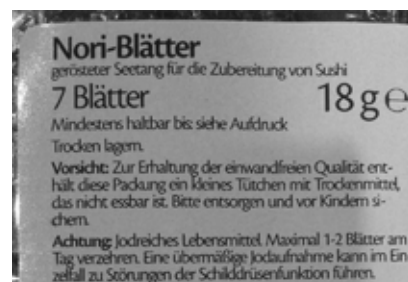 Nori-Blätter
gerösteter Seetang für die Zubereitung von Sushi
7 Blätter 18 g e
Mindestens haltbar bis: siehe Aufdruck
Trocken lagern.
Vorsicht: Zur Erhaltung der einwandfreien Qualität ent-
hält diese Packung ein kleines Tütchen mit Trockenmittel,
das nicht essbar ist. Bitte entsorgen und vor Kindern si-
chern.
Achtung: Jodreiches Lebensmittel. Maximal 1-2 Blätter am
Tag verzehren. Eine übermäßige Jodaufnahme kann im Ein
zelfall zu Störungen der Schilddrüsenfunktion führen.